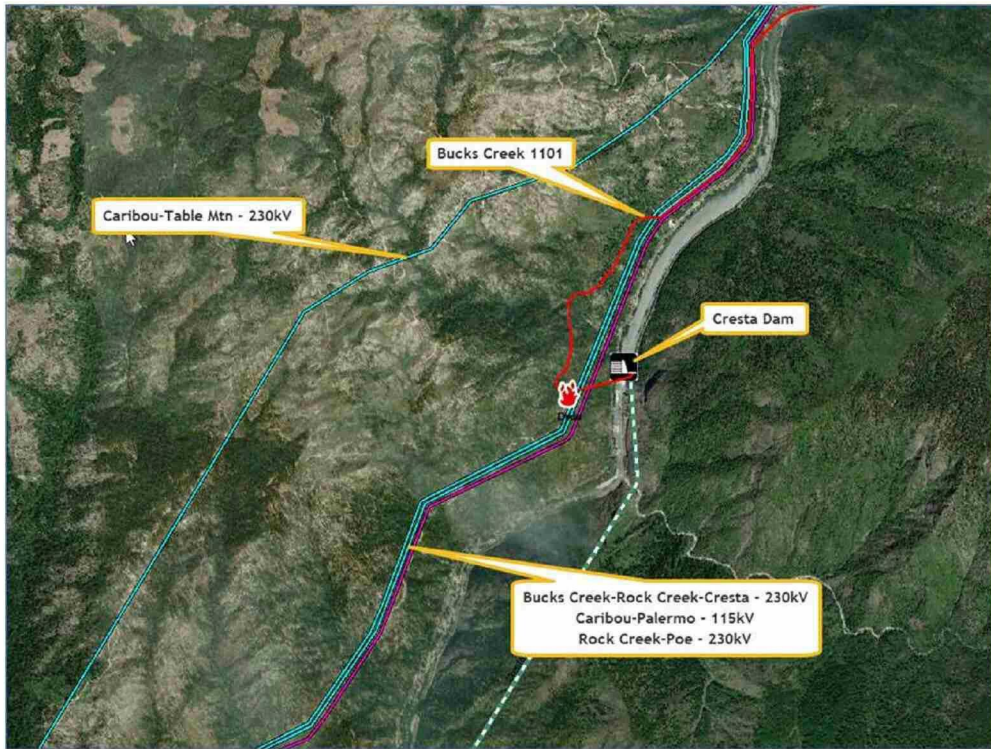 Bucks Creek 1101
Caribou-Table Mtn - 230kV
Cresta Dam
Bucks Creek-Rock Creek-Cresta - 230kV
Caribou-Palermo - 115kV
Rock Creek-Poe - 230kV